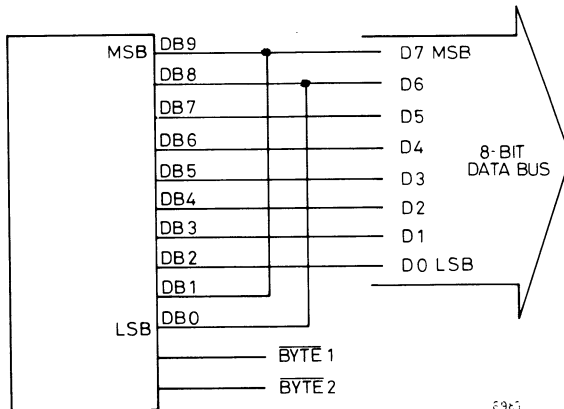 MSB DB9 D7 MSB
DB8 D6
DB7 D5
DB6 D4
DB5 D3
DB4 D2
DB3 D1
DB2 D0 LSB
DB1
LSB DB0
8-BIT
DATA BUS
BYTE 1
BYTE 2